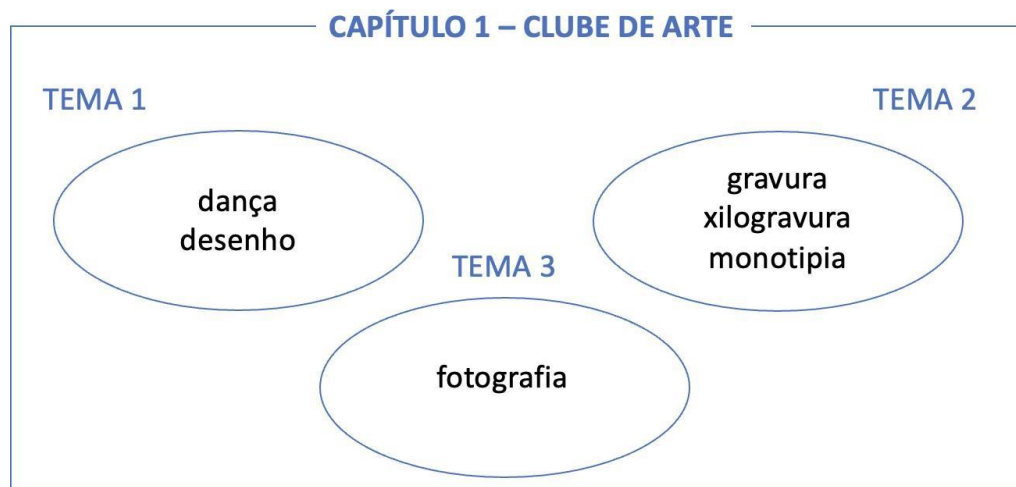 CAPÍTULO 1 – CLUBE DE ARTE
TEMA 1
dança
desenho
TEMA 2
gravura
xilogravura
monotipia
TEMA 3
fotografia